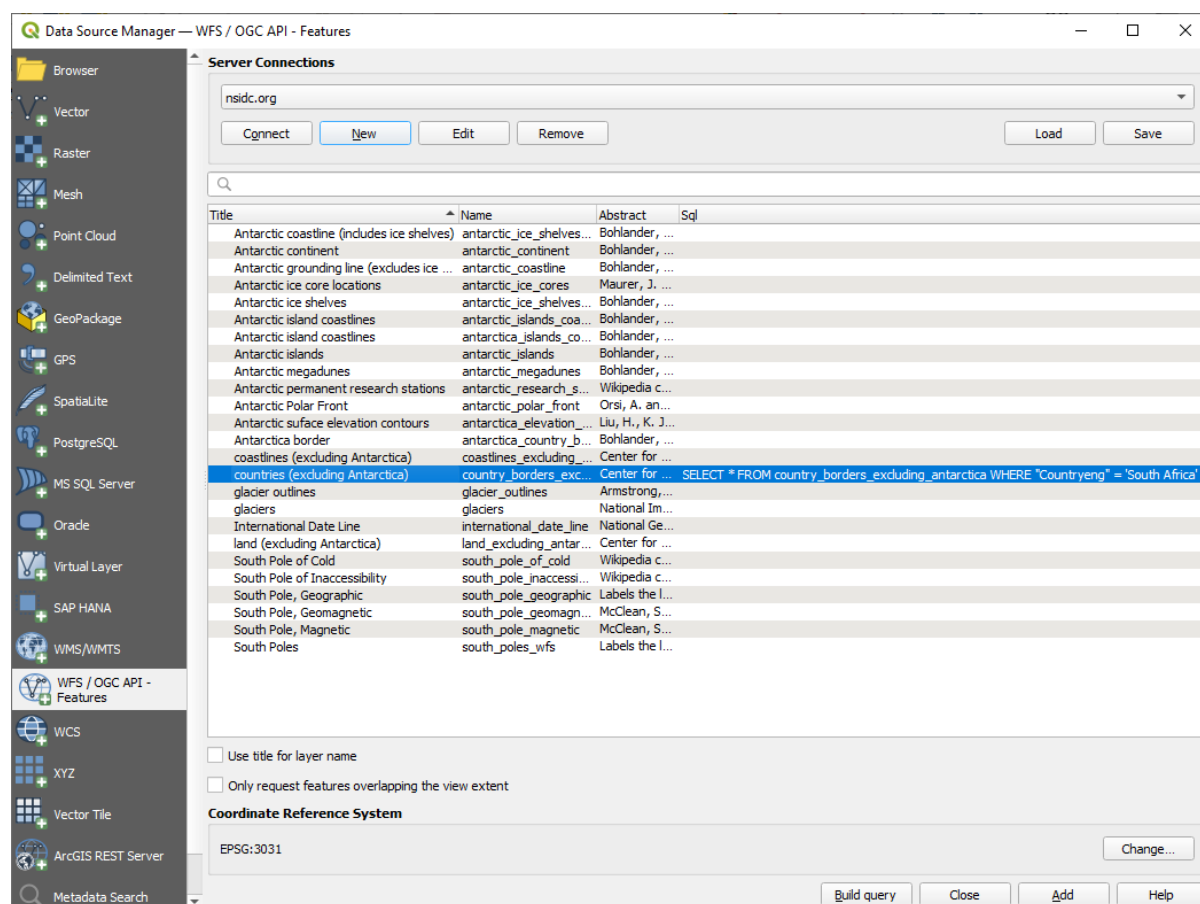 Data Source Manager — WFS / OGC API - Features
Browser
Vector
Raster
Mesh
Point Cloud
Delimited Text
GeoPackage
GPS
SpatiaLite
PostgreSQL
MS SQL Server
Oracle
Virtual Layer
SAP HANA
WMS/WMTS
WFS / OGC API -
Features
WCS
XYZ
Vector Tile
ArcGIS REST Server
Metadata Search
Server Connections
nsidc.org
Connect New Edit Remove Load Save
Title Name Abstract Sql
Antarctic coastline (includes ice shelves) antarctic_ice_shelves... Bohlander, ...
Antarctic continent antarctic_continent Bohlander, ...
Antarctic grounding line (excludes ice ... antarctic_coastline Bohlander, ...
Antarctic ice core locations antarctic_ice_cores Maurer, J. ...
Antarctic ice shelves antarctic_ice_shelves... Bohlander, ...
Antarctic island coastlines antarctic_islands_coa... Bohlander, ...
Antarctic island coastlines antarctica_islands_co... Bohlander, ...
Antarctic islands antarctic_islands Bohlander, ...
Antarctic megadunes antarctic_megadunes Bohlander, ...
Antarctic permanent research stations antarctic_research_s... Wikipedia c...
Antarctic Polar Front antarctic_polar_front Orsi, A. an...
Antarctic suface elevation contours antarctica_elevation_... Liu, H., K. J...
Antarctica border antarctica_country_b... Bohlander, ...
coastlines (excluding Antarctica) coastlines_excluding_... Center for ...
countries (excluding Antarctica) country_borders_exc... Center for ... SELECT * FROM country_borders_excluding_antarctica WHERE "Countryeng" = 'South Africa'
glacier outlines glacier_outlines Armstrong,...
glaciers glaciers National Im...
International Date Line international_date_line National Ge...
land (excluding Antarctica) land_excluding_antar... Center for ...
South Pole of Cold south_pole_of_cold Wikipedia c...
South Pole of Inaccessibility south_pole_inaccessi... Wikipedia c...
South Pole, Geographic south_pole_geographic Labels the l...
South Pole, Geomagnetic south_pole_geomagn... McClean, S...
South Pole, Magnetic south_pole_magnetic McClean, S...
South Poles south_poles_wfs Labels the l...
Use title for layer name
Only request features overlapping the view extent
Coordinate Reference System
EPSG:3031 Change...
Build query Close Add Help